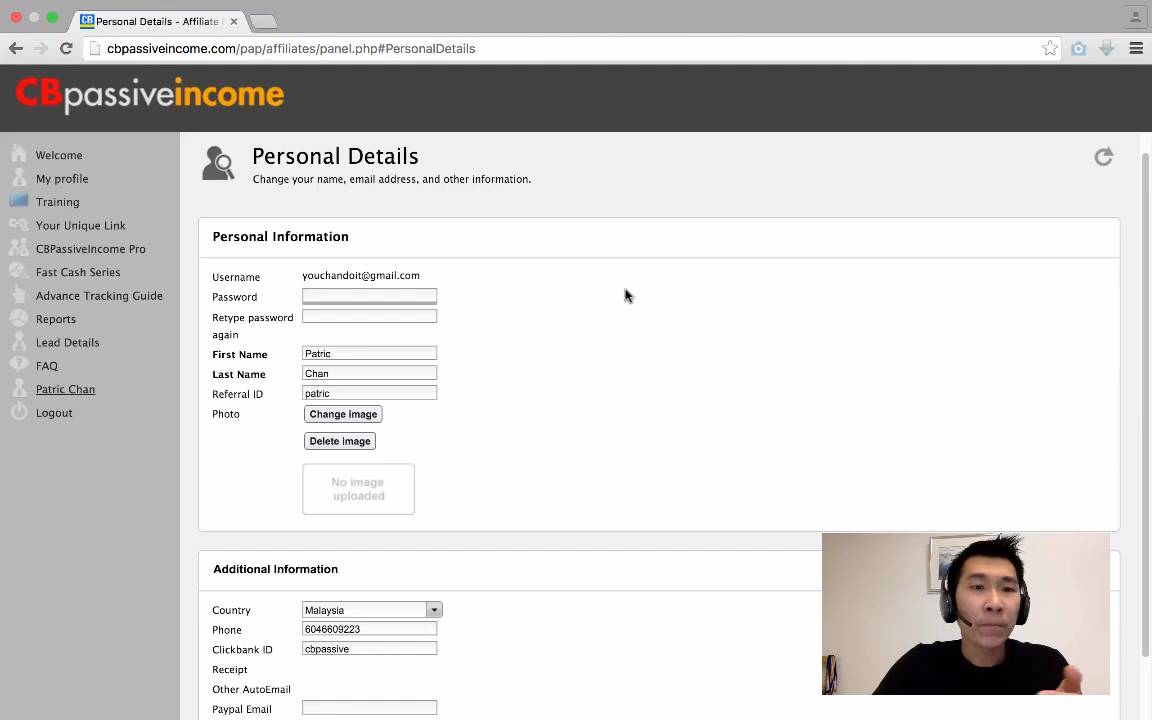 Personal Details - Affiliate
cbpassiveincome.com/pap/affiliates/panel.php#PersonalDetails
CBpassiveincome
Welcome
My profile
Training
Your Unique Link
CBPassiveIncome Pro
Fast Cash Series
Advance Tracking Guide
Reports
Lead Details
FAQ
Patric Chan
Logout
Personal Details
Change your name, email address, and other information.
Personal Information
Username youchandoit@gmail.com
Password
Retype password
again
First Name Patric
Last Name Chan
Referral ID patric
Photo Change image
Delete image
No image
uploaded
Additional Information
Country Malaysia
Phone 6046609223
Clickbank ID cbpassive
Receipt
Other AutoEmail
Paypal Email